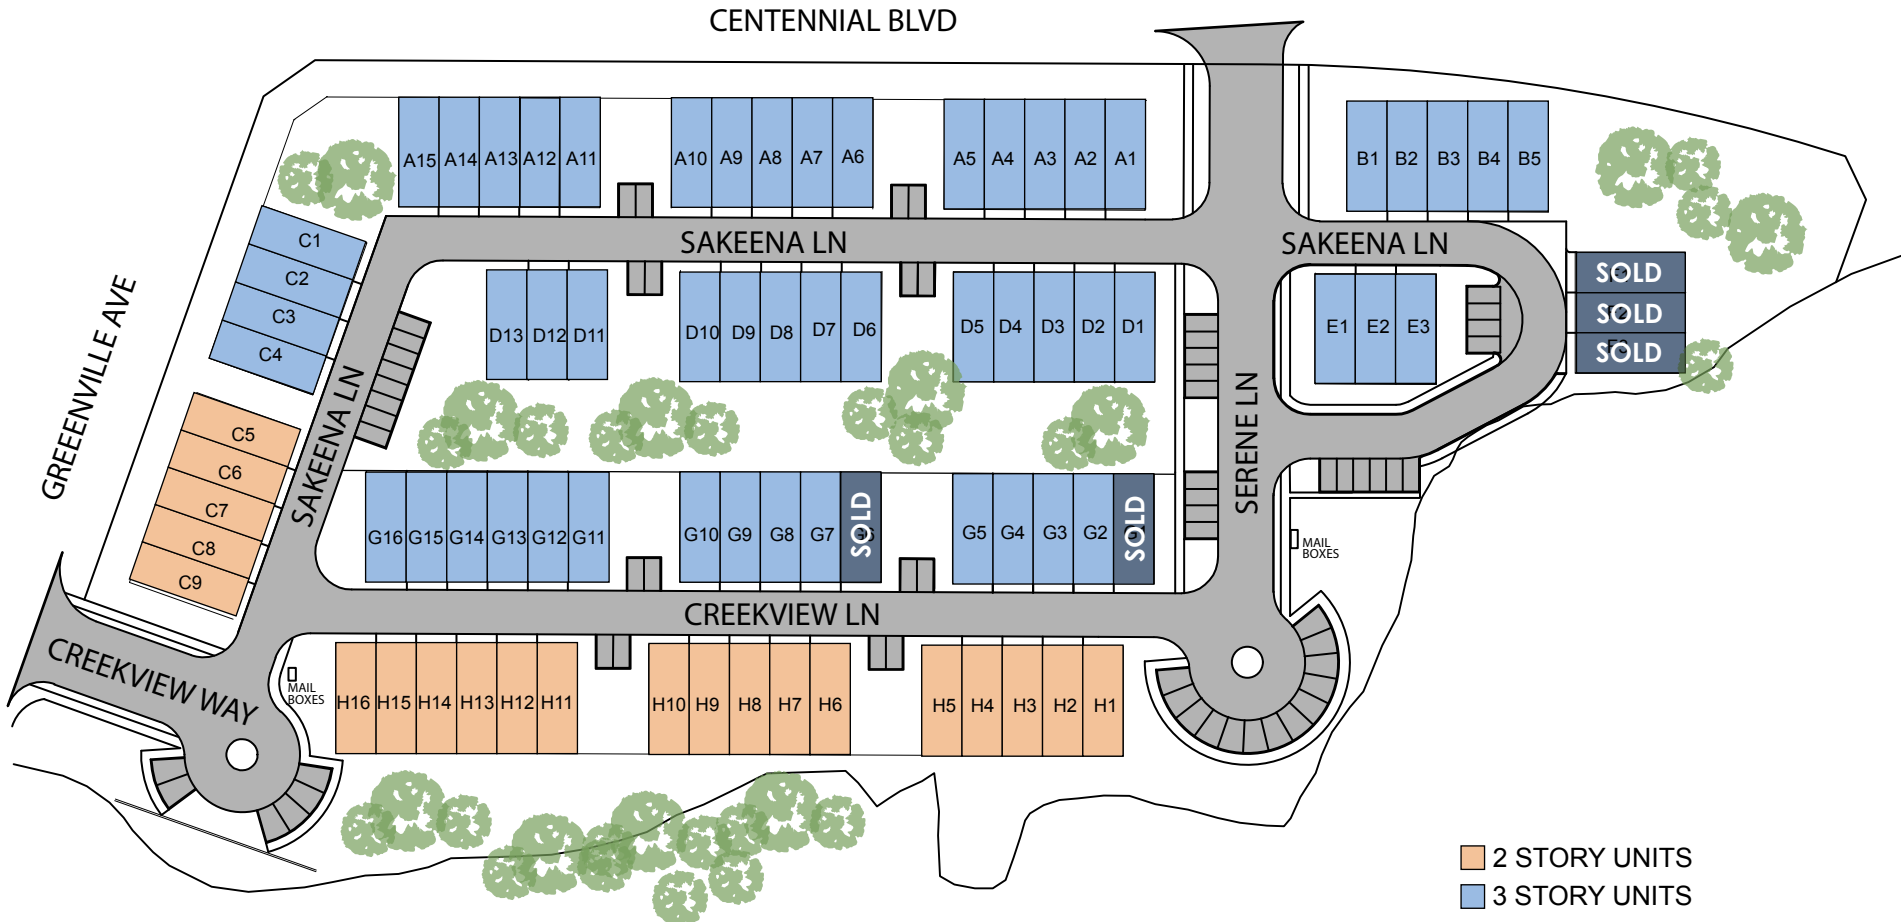 CENTENNIAL BLVD
A15 A14 A13 A12 A11 A10 A9 A8 A7 A6 A5 A4 A3 A2 A1 B1 B2 B3 B4 B5
SAKEENA LN
SAKEENA LN
C1
C2
C3
C4
SOLD
SOLD
SOLD
D13 D12 D11 D10 D9 D8 D7 D6 D5 D4 D3 D2 D1 E1 E2 E3
GREENVILLE AVE
SAKEENA LN
SERENE LN
C5
C6
C7
C8
C9
G16 G15 G14 G13 G12 G11 G10 G9 G8 G7 SOLD G5 G4 G3 G2 SOLD
MAIL
BOXES
CREEKVIEW LN
CREEKVIEW WAY
MAIL
BOXES
H16 H15 H14 H13 H12 H11 H10 H9 H8 H7 H6 H5 H4 H3 H2 H1
2 STORY UNITS
3 STORY UNITS